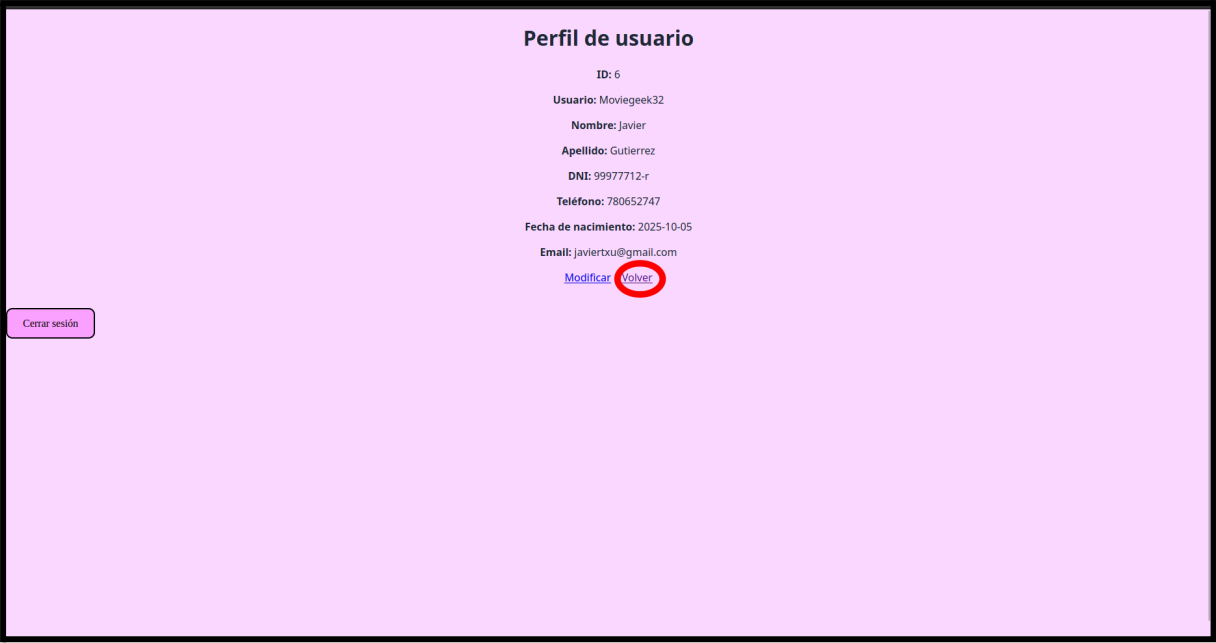 Perfil de usuario
ID: 6
Usuario: Moviegeek32
Nombre: Javier
Apellido: Gutierrez
DNI: 99977712-r
Teléfono: 780652747
Fecha de nacimiento: 2025-10-05
Email: javiertxu@gmail.com
Modificar Volver
Cerrar sesión